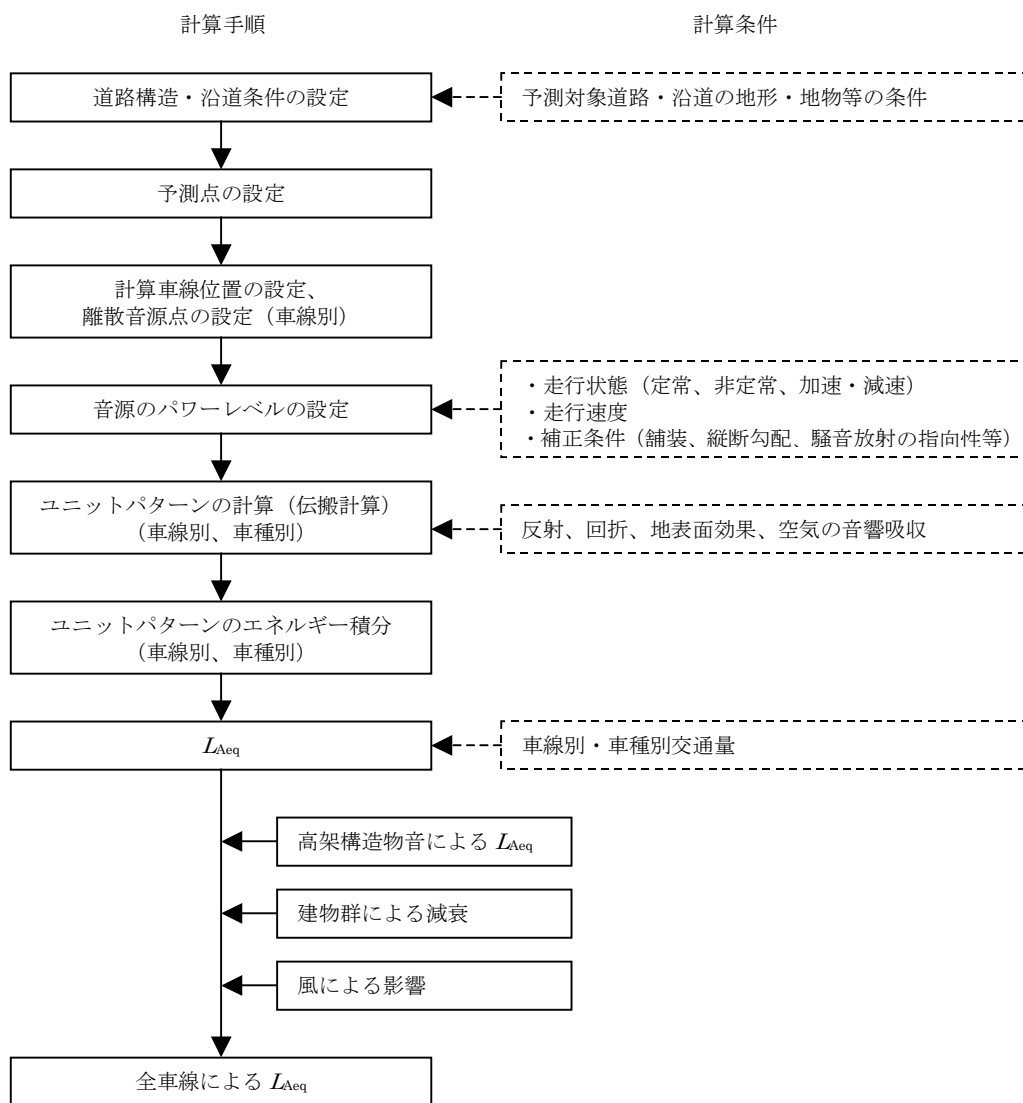 計算手順
計算条件
道路構造・沿道条件の設定
予測対象道路・沿道の地形・地物等の条件
予測点の設定
計算車線位置の設定、
離散音源点の設定（車線別）
音源のパワーレベルの設定
・走行状態（定常、非定常、加速・減速）
・走行速度
・補正条件（舗装、縦断勾配、騒音放射の指向性等）
ユニットパターンの計算（伝搬計算）
（車線別、車種別）
反射、回折、地表面効果、空気の音響吸収
ユニットパターンのエネルギー積分
（車線別、車種別）
LAeq
車線別・車種別交通量
高架構造物音による LAeq
建物群による減衰
風による影響
全車線による LAeq